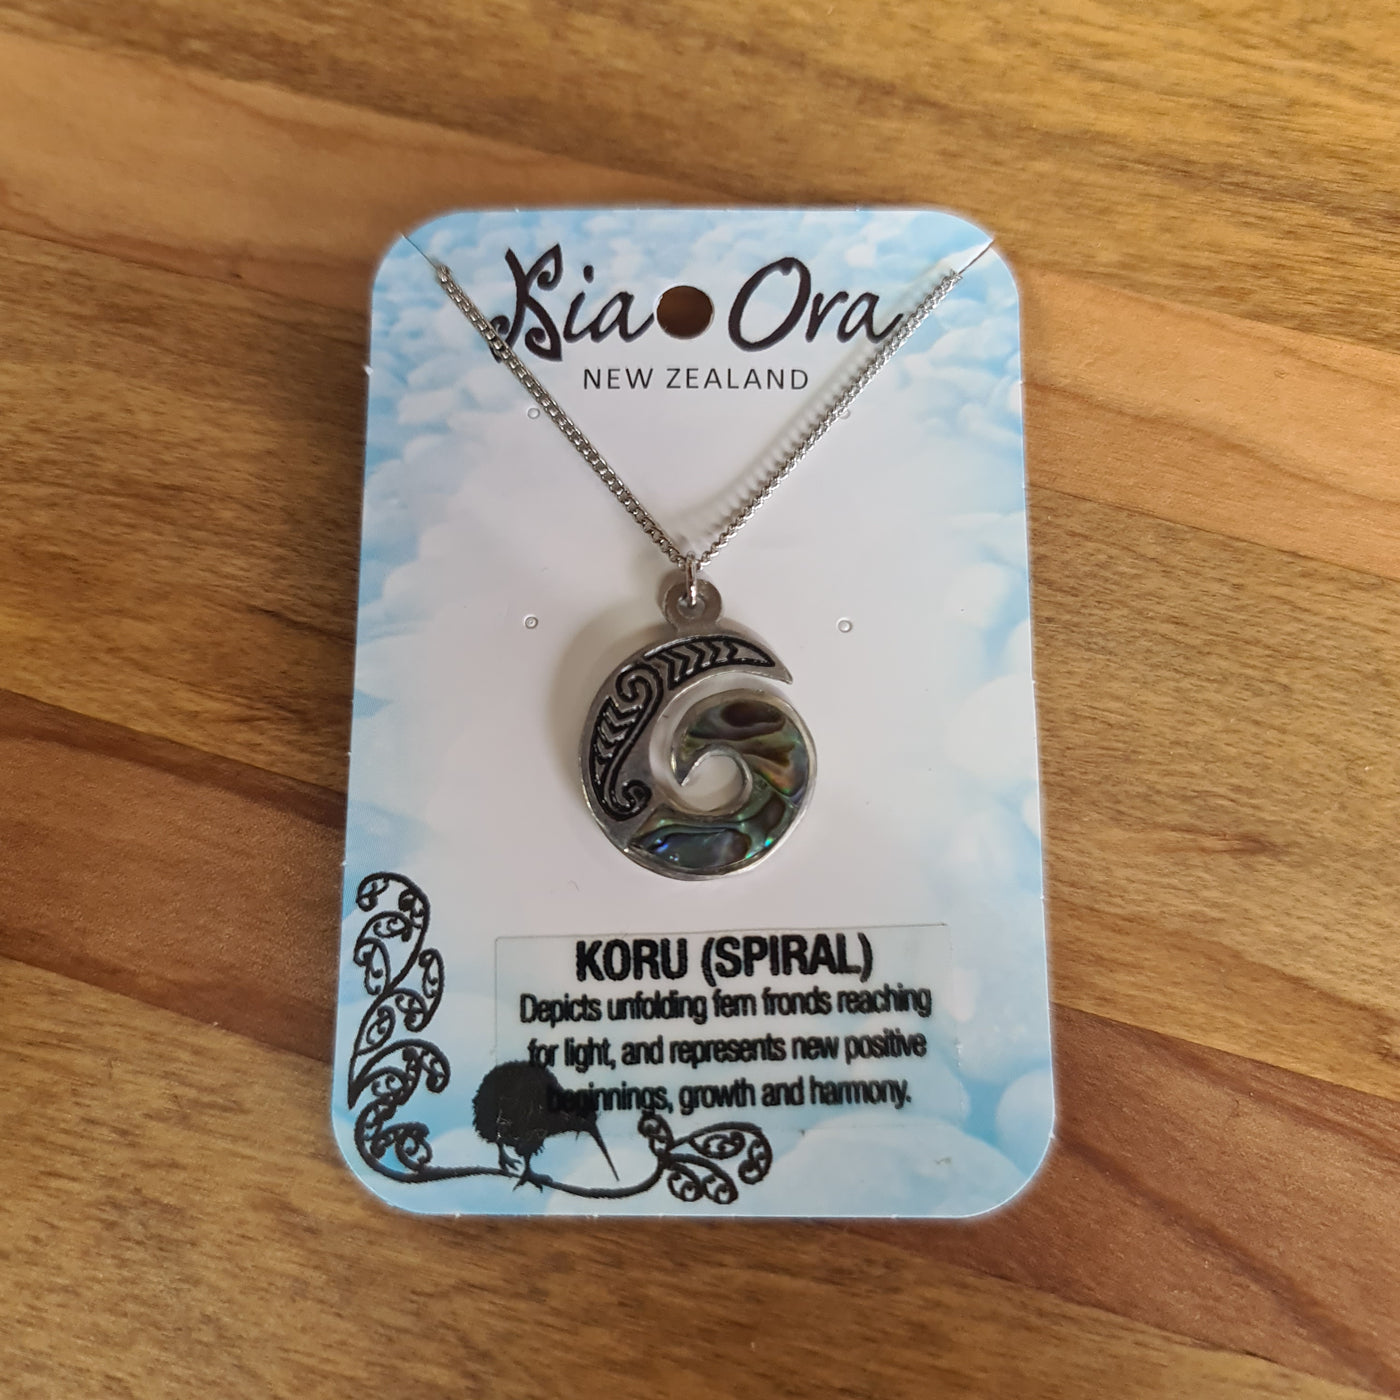 Kia Ora
NEW ZEALAND
KORU (SPIRAL)
Depicts unfolding fern fronds reaching
for light, and represents new positive
beginnings, growth and harmony.